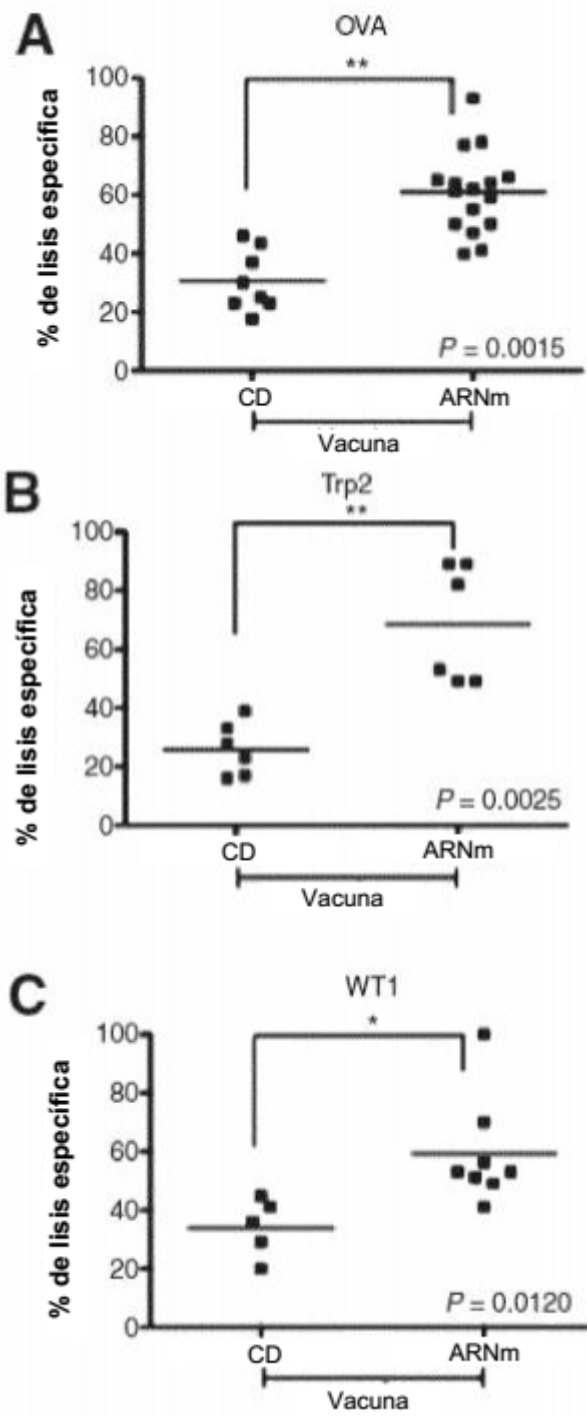 A
OVA
**
% de lisis específica
100
80
60
40
20
0
P = 0.0015
CD ARNm
Vacuna
B
Trp2
**
% de lisis específica
100
80
60
40
20
0
P = 0.0025
CD ARNm
Vacuna
C
WT1
*
% de lisis específica
100
80
60
40
20
0
P = 0.0120
CD ARNm
Vacuna